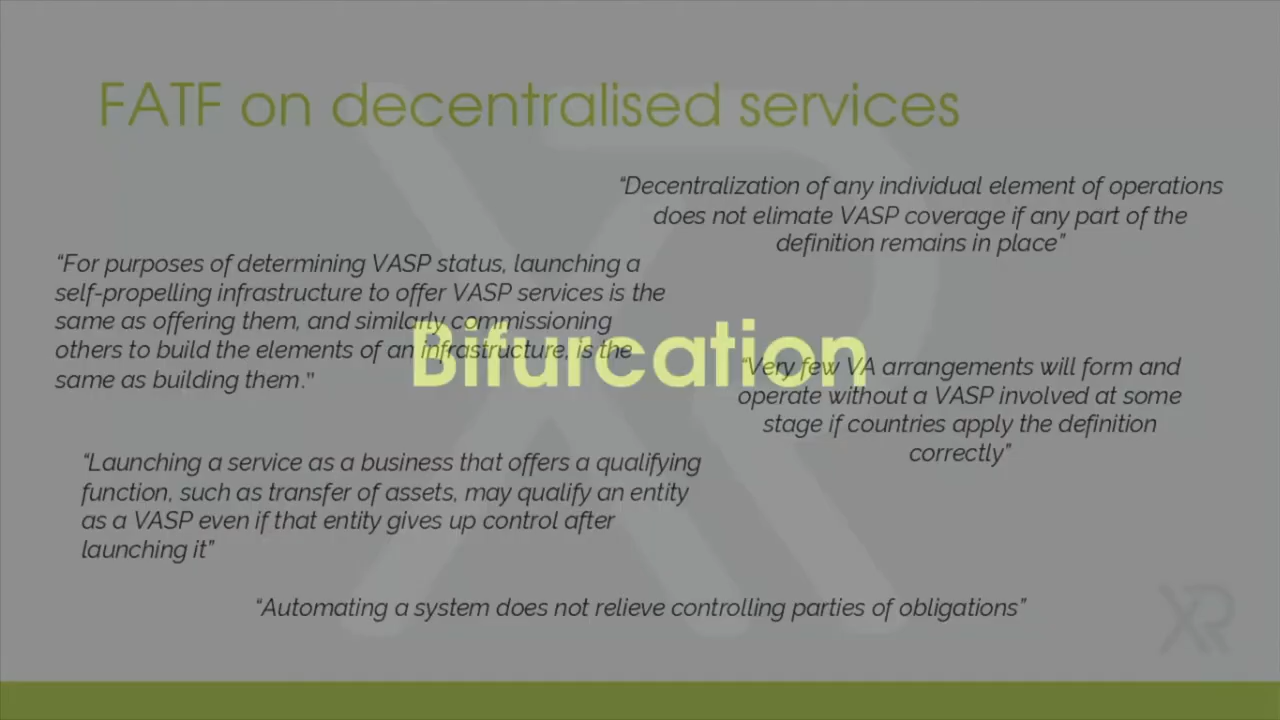 FATF on decentralised services
“Decentralization of any individual element of operations
does not elimate VASP coverage if any part of the
definition remains in place”
“For purposes of determining VASP status, launching a
self-propelling infrastructure to offer VASP services is the
same as offering them, and similarly commissioning
others to build the elements of an infrastructure, is the
same as building them.”
Bifurcation
“Very few VA arrangements will form and
operate without a VASP involved at some
stage if countries apply the definition
correctly”
“Launching a service as a business that offers a qualifying
function, such as transfer of assets, may qualify an entity
as a VASP even if that entity gives up control after
launching it”
“Automating a system does not relieve controlling parties of obligations”
XR